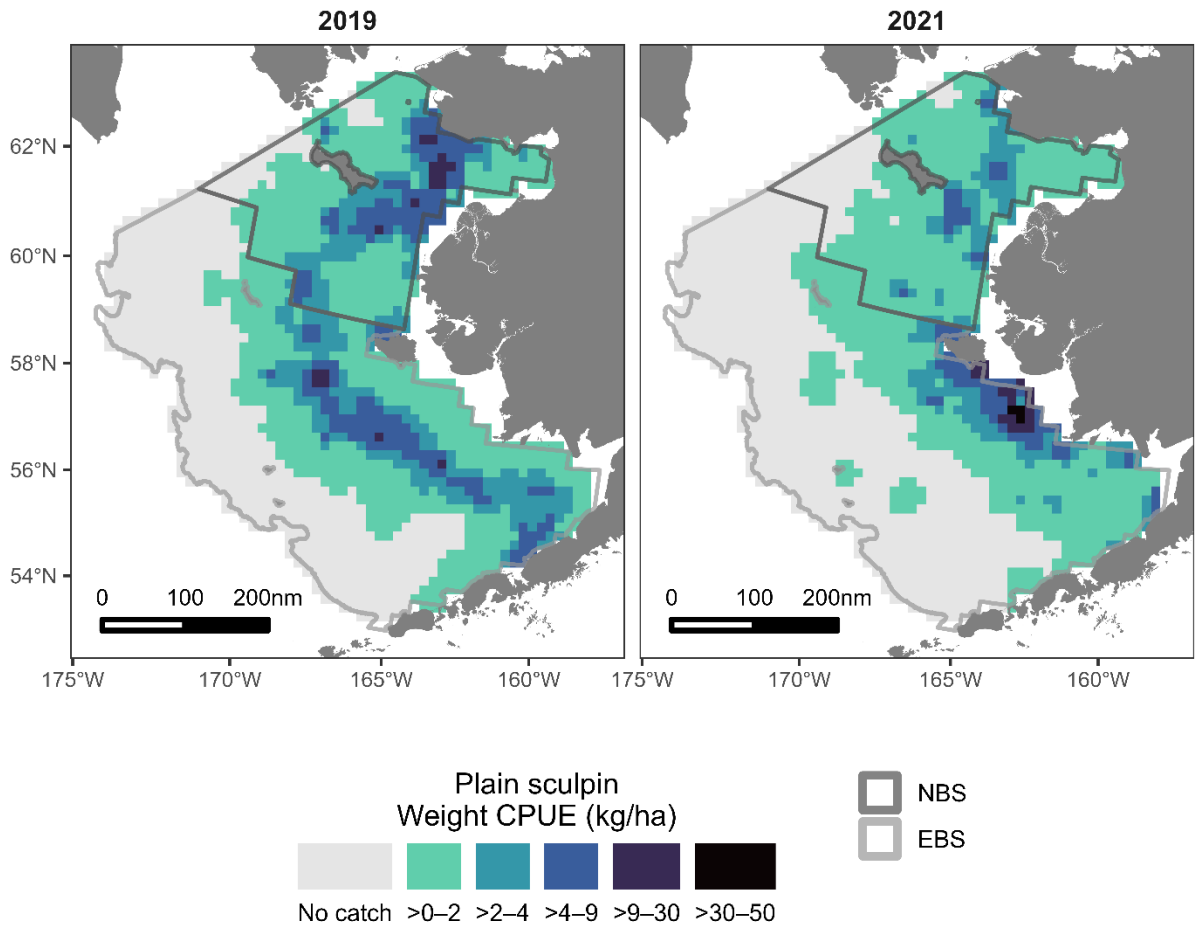 2019
2021
62°N
60°N
58°N
56°N
54°N
0 100 200nm
0 100 200nm
175°W 170°W 165°W 160°W
175°W 170°W 165°W 160°W
Plain sculpin
Weight CPUE (kg/ha)
No catch >0–2 >2–4 >4–9 >9–30 >30–50
NBS
EBS